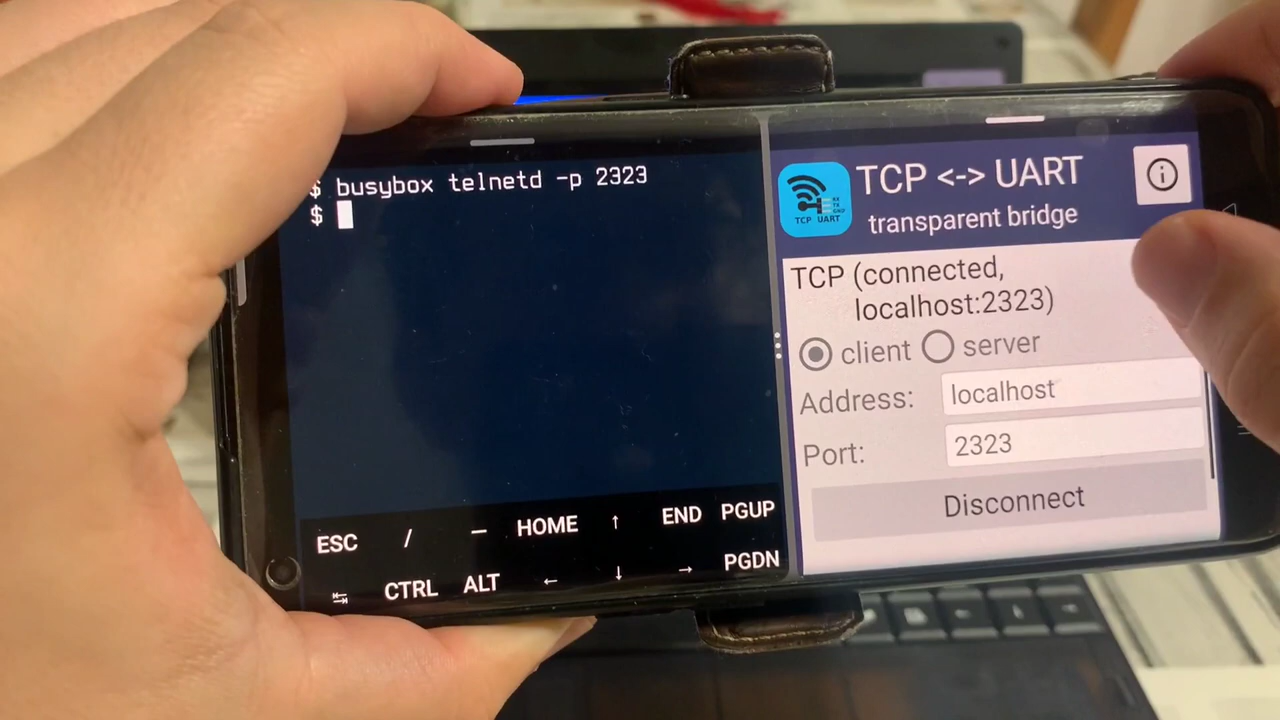 $ busybox telnetd -p 2323
$
ESC / — HOME ↑ END PGUP
↹ CTRL ALT ← ↓ → PGDN
TCP <-> UART
transparent bridge
TCP UART
TCP (connected,
localhost:2323)
client server
Address: localhost
Port: 2323
Disconnect